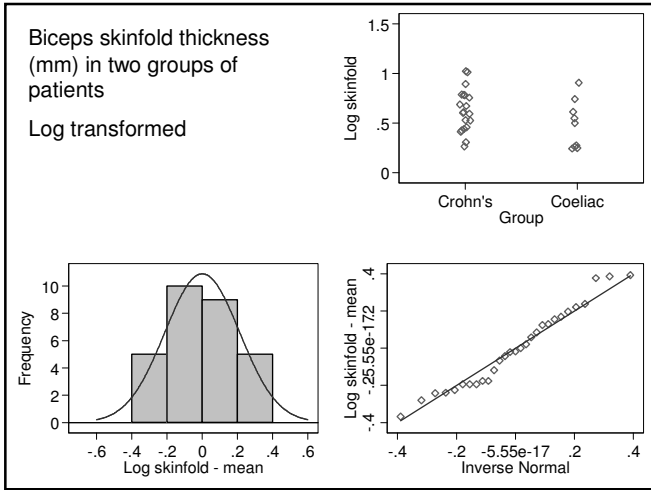 Biceps skinfold thickness
(mm) in two groups of
patients
Log transformed
Log skinfold
1.5
1
.5
0
Crohn's Coeliac
Group
Frequency
10
8
6
4
2
0
-.6 -.4 -.2 0 .2 .4 .6
Log skinfold - mean
Log skinfold - mean
-.4 -.2-5.55e-17.2 .4
-.4 -.2 -5.55e-17 .2 .4
Inverse Normal